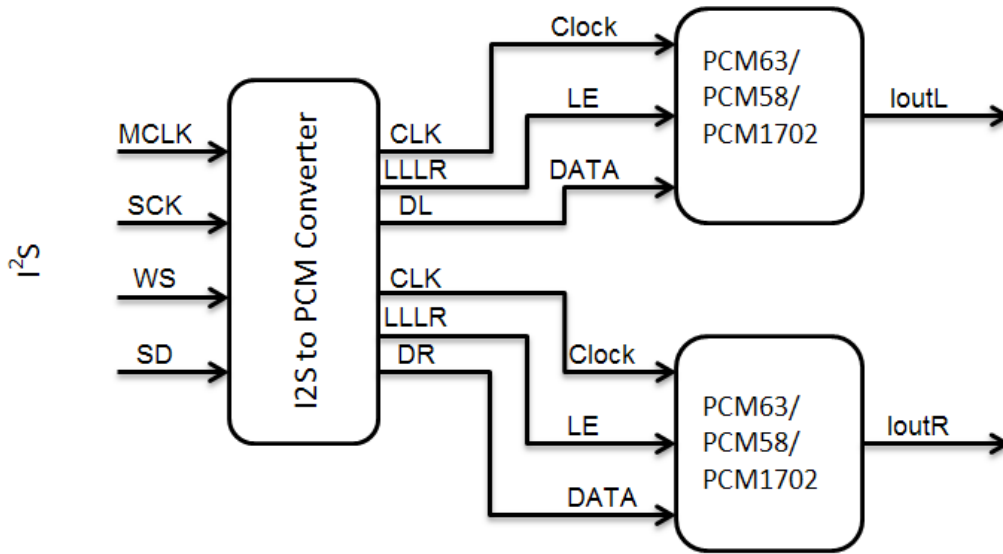 I²S
MCLK
SCK
WS
SD
I2S to PCM Converter
CLK
LLLR
DL
CLK
LLLR
DR
Clock
LE
DATA
PCM63/
PCM58/
PCM1702
IoutL
Clock
LE
DATA
PCM63/
PCM58/
PCM1702
IoutR